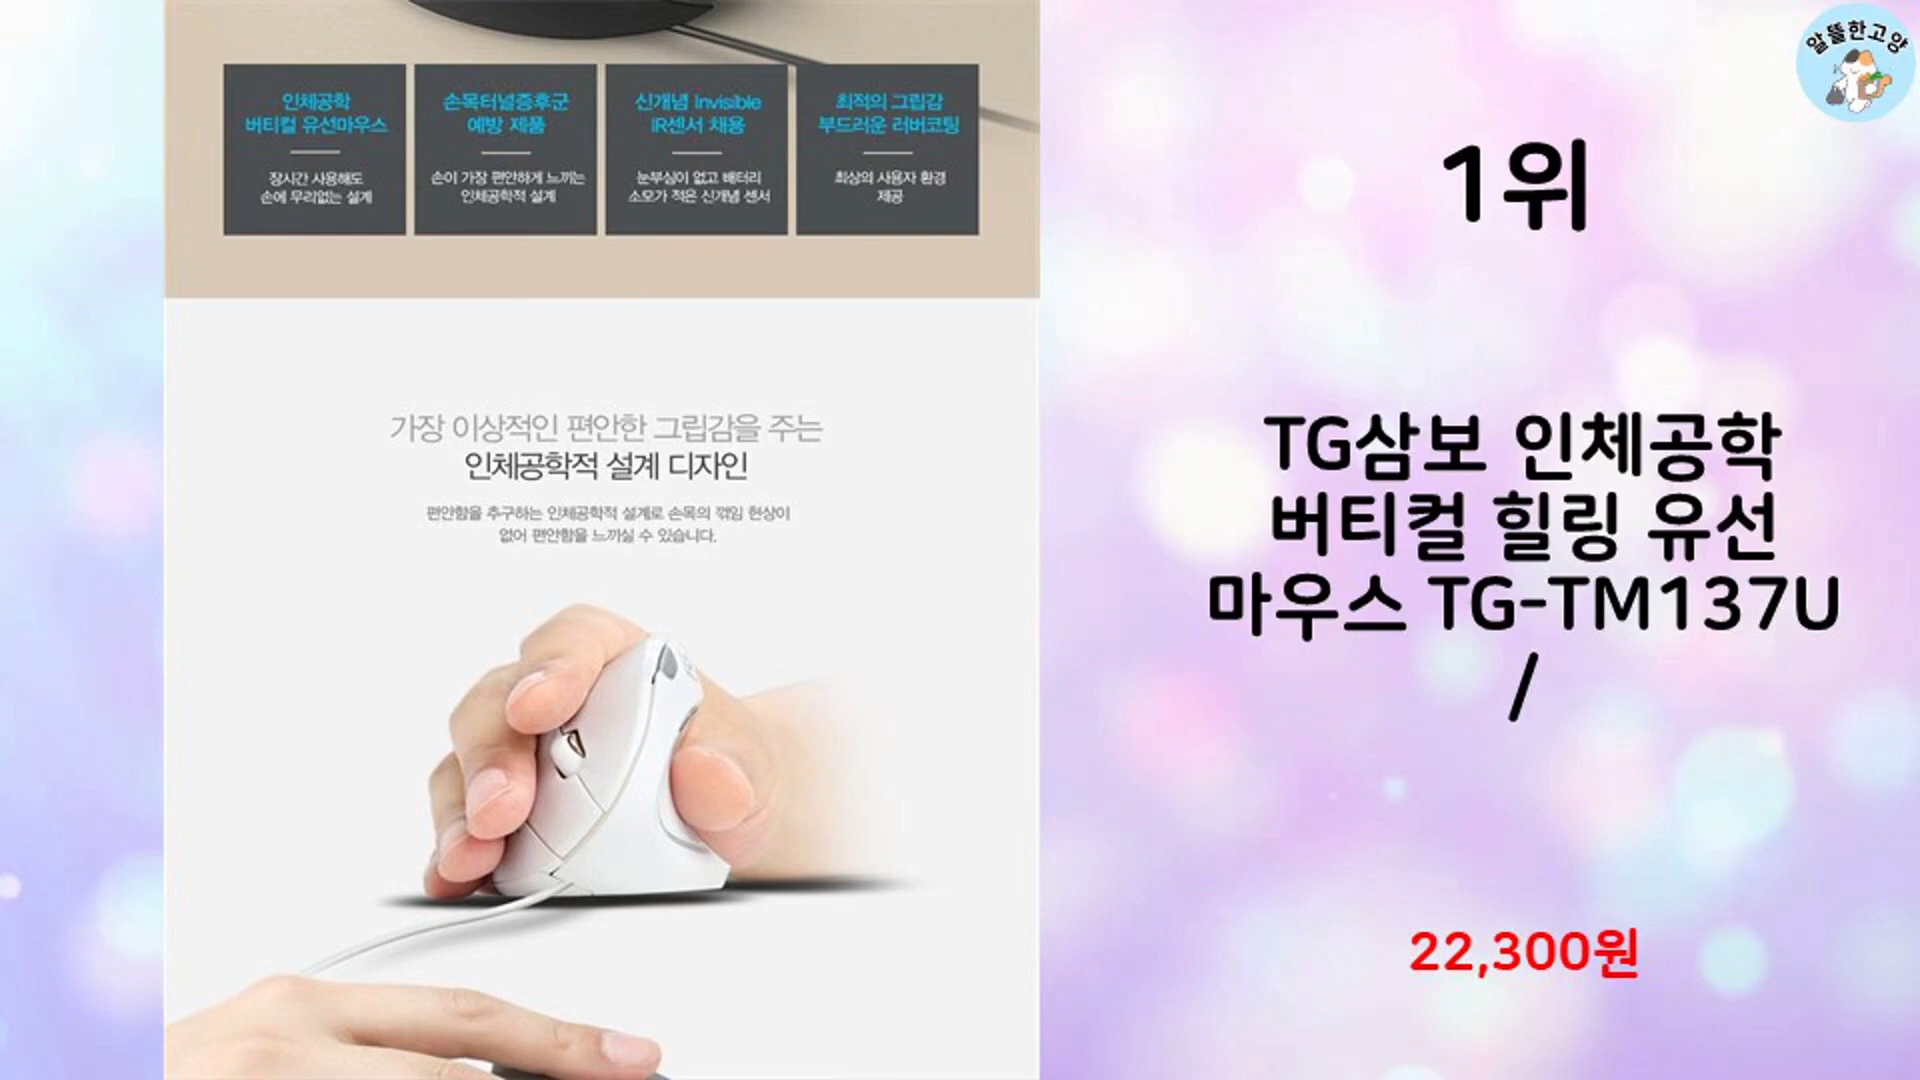 인체공학
버티컬 유선마우스
장시간 사용해도
손에 무리없는 설계
손목터널증후군
예방 제품
손이 가장 편안하게 느끼는
인체공학적 설계
신개념 Invisible
IR센서 채용
눈부심이 없고 배터리
소모가 적은 신개념 센서
최적의 그립감
부드러운 러버코팅
최상의 사용자 환경
제공
가장 이상적인 편안한 그립감을 주는
인체공학적 설계 디자인
편안함을 추구하는 인체공학적 설계로 손목의 꺾임 현상이
없어 편안함을 느끼실 수 있습니다.
알뜰한고양
1위
TG삼보 인체공학
버티컬 힐링 유선
마우스 TG-TM137U
/
22,300원